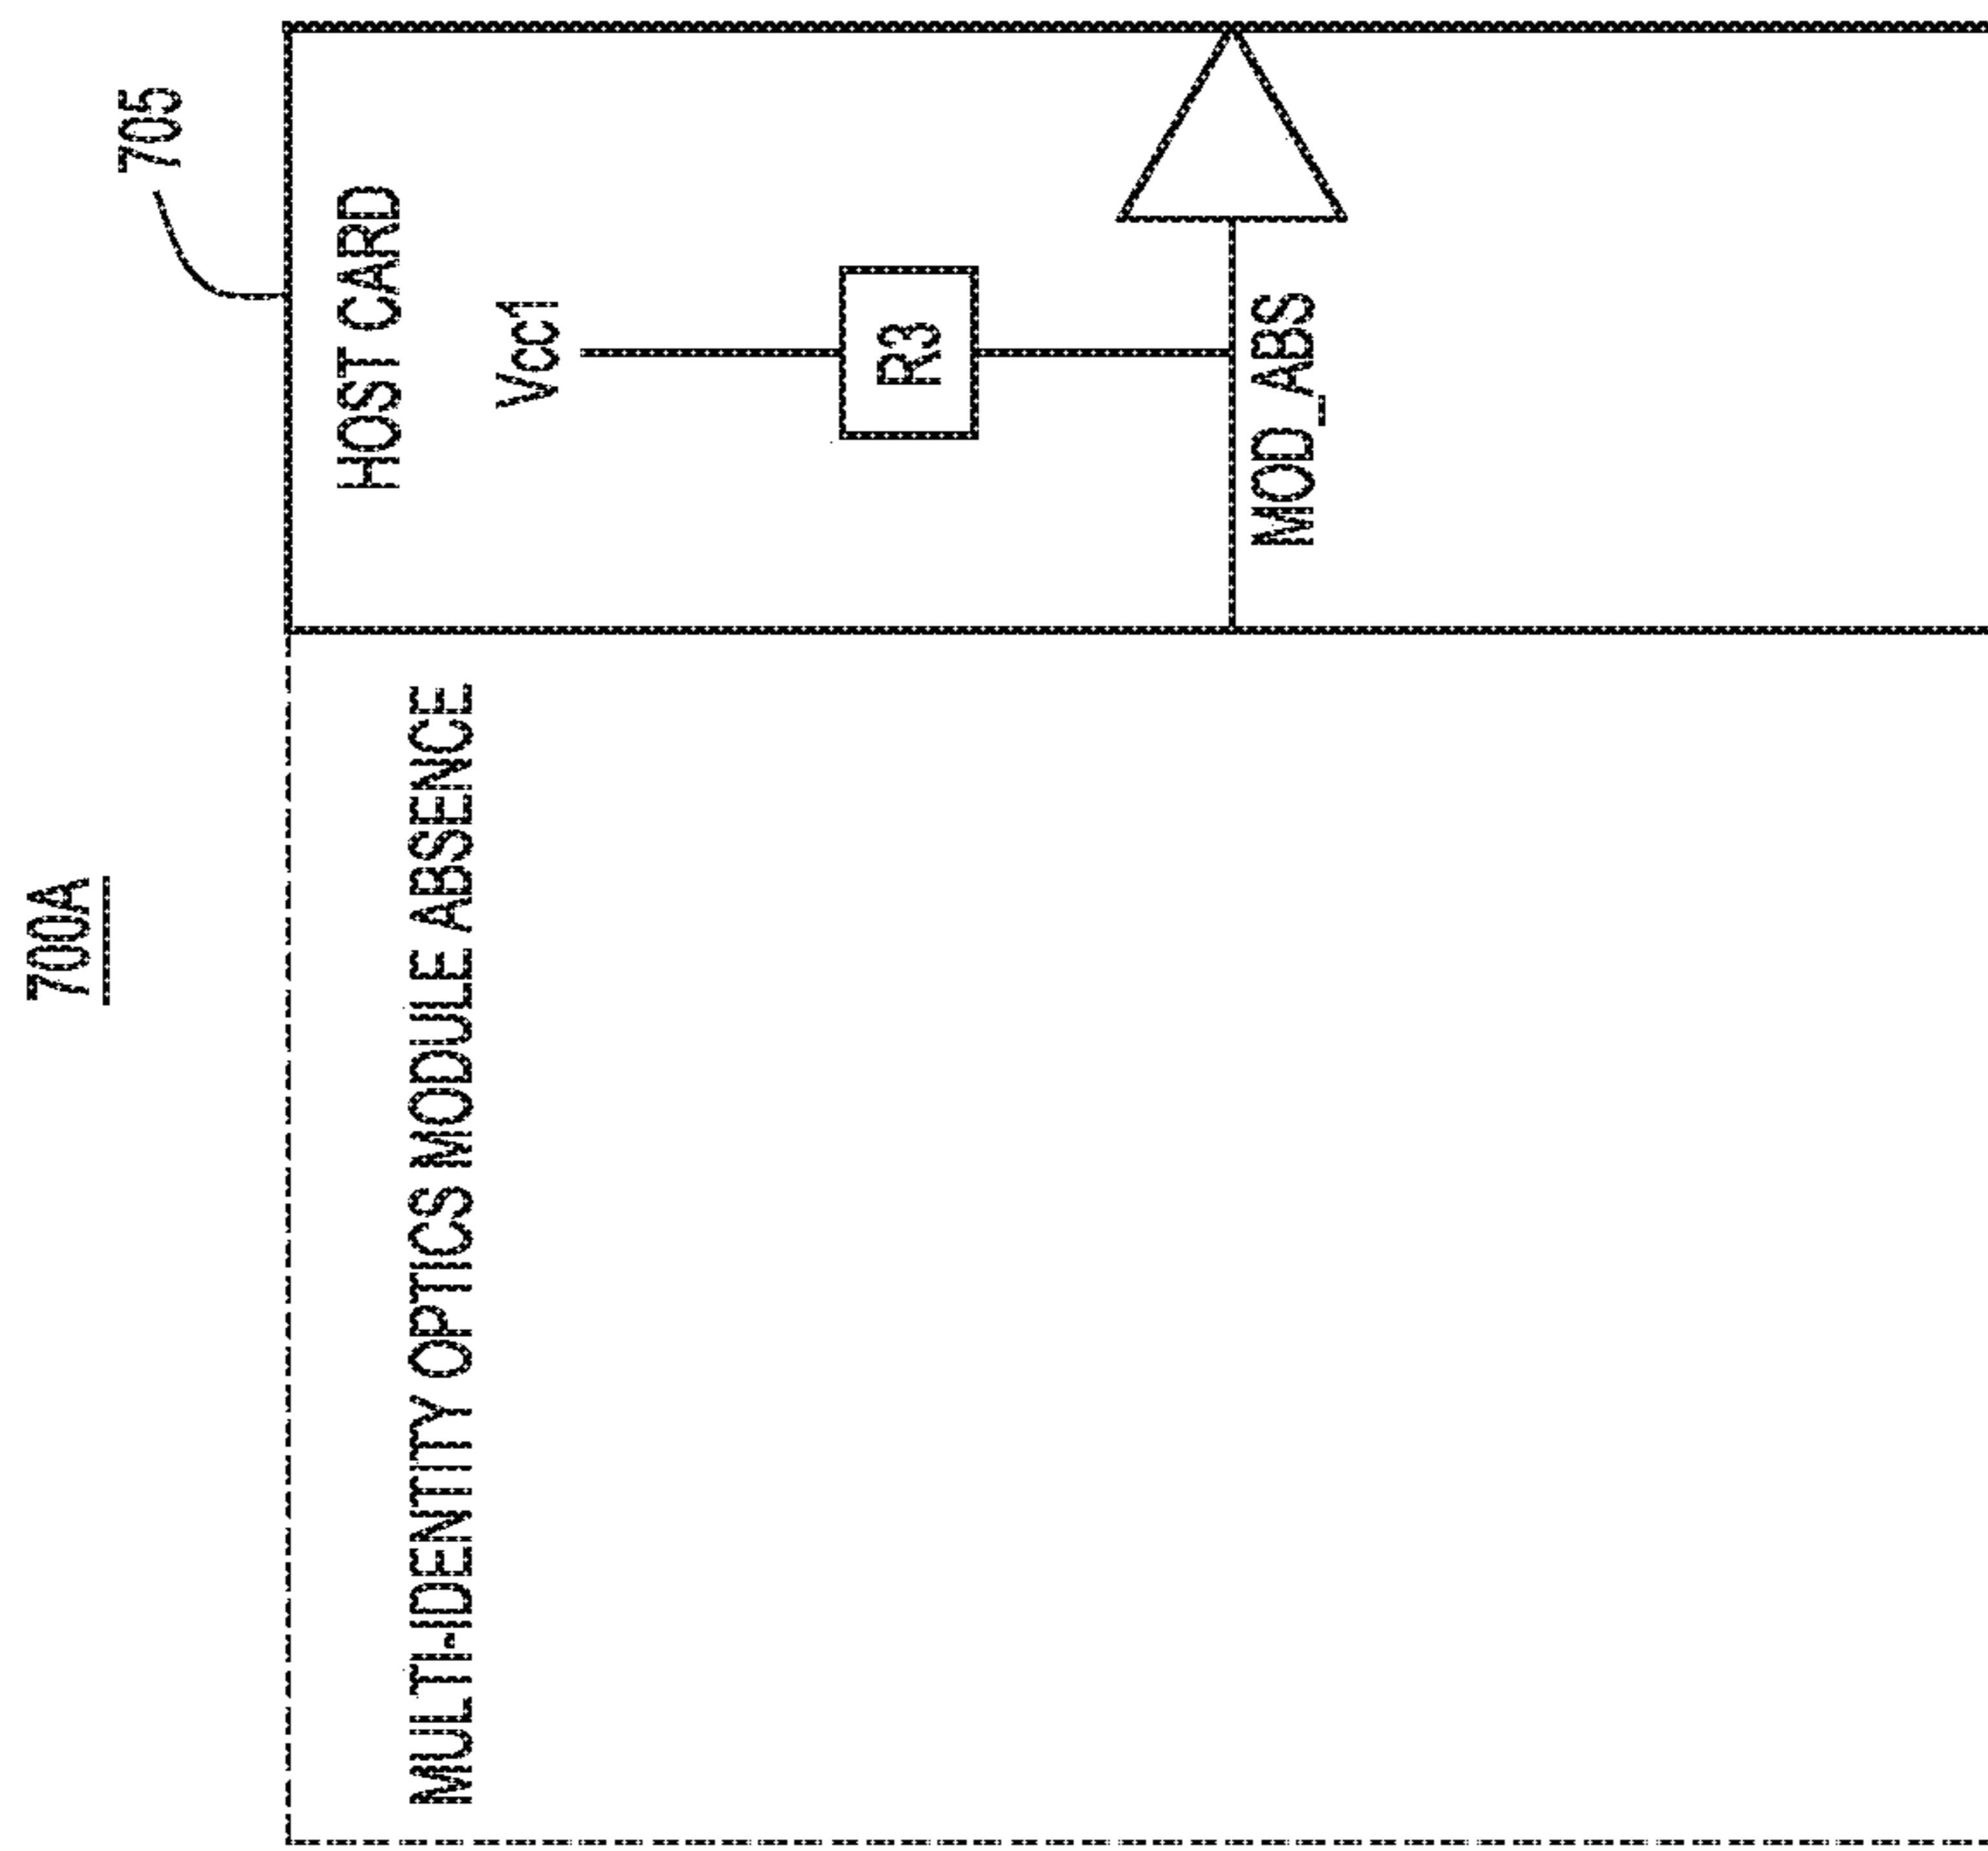 700A
705
MULTI-IDENTITY OPTICS MODULE ABSENCE
HOST CARD
Vcc1
R3
MOD_ABS